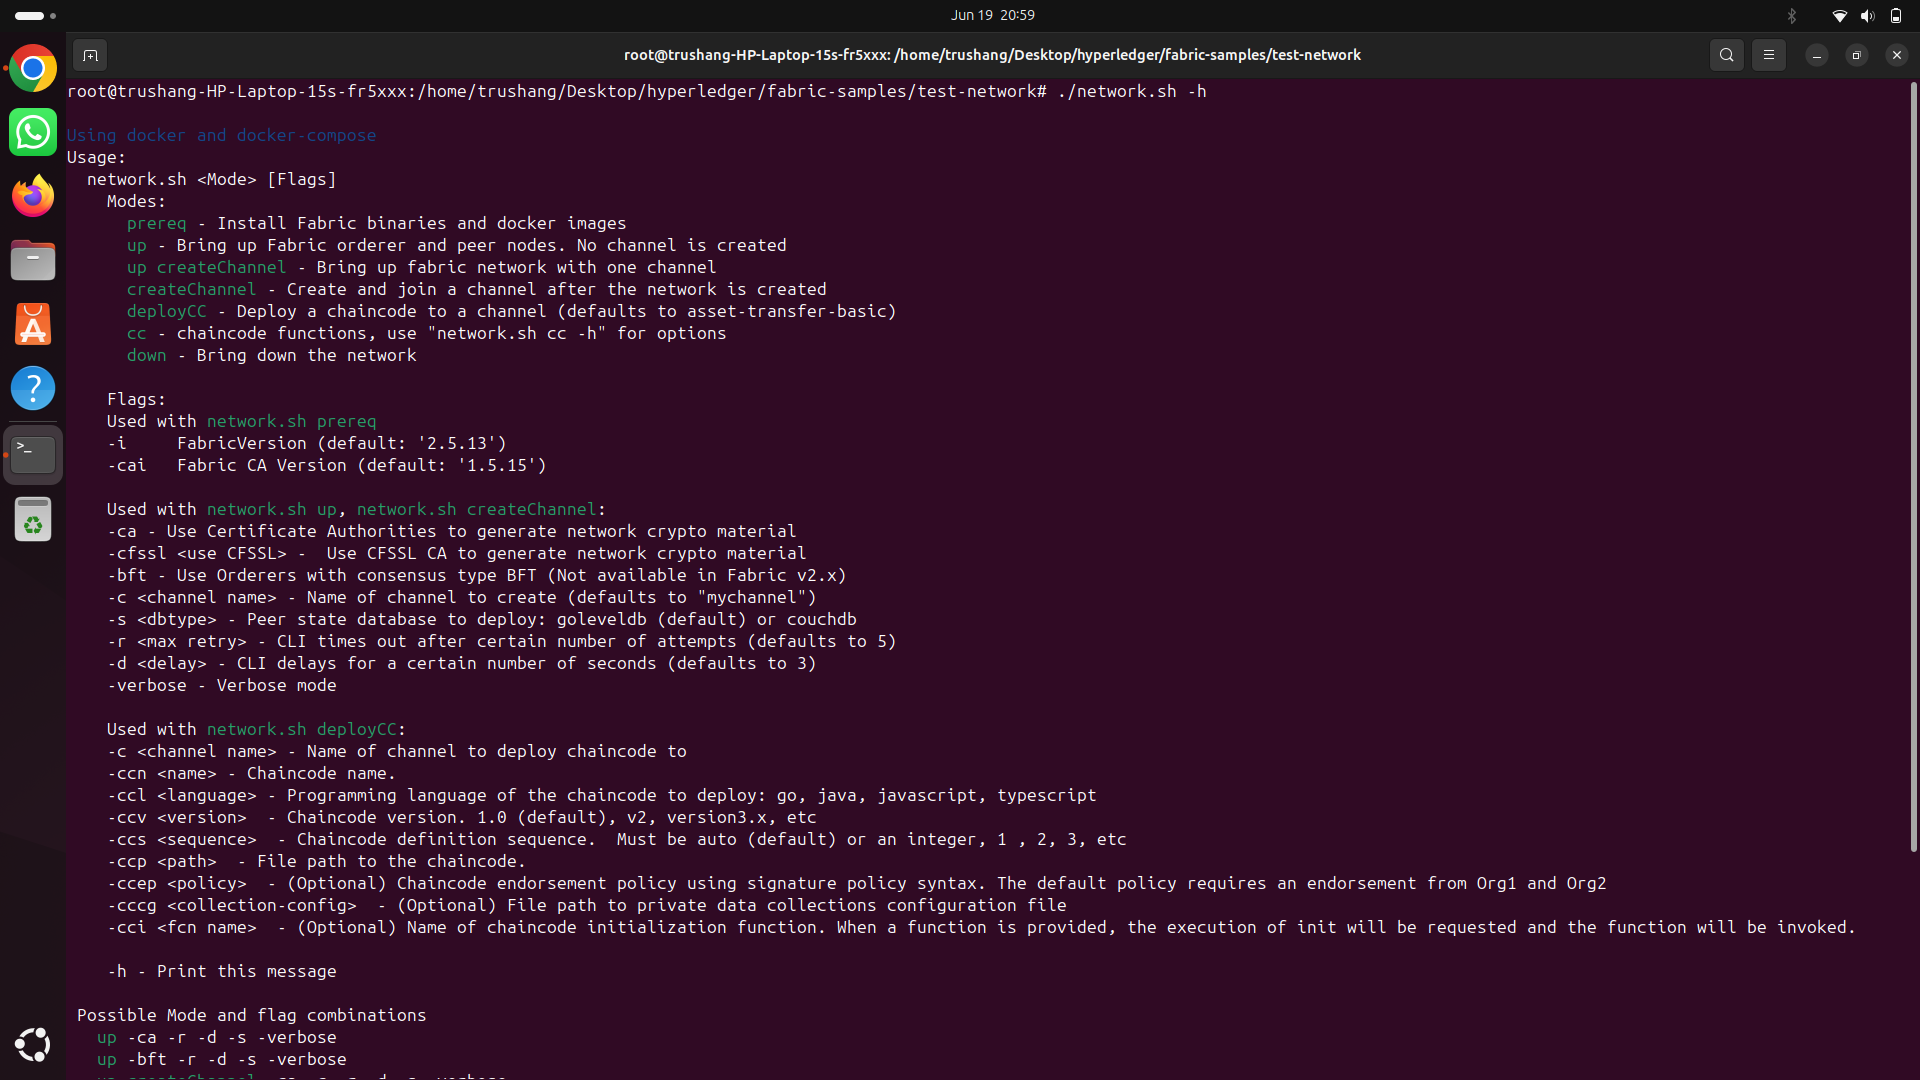 Jun 19 20:59
root@trushang-HP-Laptop-15s-fr5xxx: /home/trushang/Desktop/hyperledger/fabric-samples/test-network
root@trushang-HP-Laptop-15s-fr5xxx:/home/trushang/Desktop/hyperledger/fabric-samples/test-network# ./network.sh -h
Using docker and docker-compose
Usage:
network.sh <Mode> [Flags]
Modes:
prereq - Install Fabric binaries and docker images
up - Bring up Fabric orderer and peer nodes. No channel is created
up createChannel - Bring up fabric network with one channel
createChannel - Create and join a channel after the network is created
deployCC - Deploy a chaincode to a channel (defaults to asset-transfer-basic)
cc - chaincode functions, use "network.sh cc -h" for options
down - Bring down the network
Flags:
Used with network.sh prereq
-i     FabricVersion (default: '2.5.13')
-cai   Fabric CA Version (default: '1.5.15')
Used with network.sh up, network.sh createChannel:
-ca - Use Certificate Authorities to generate network crypto material
-cfssl <use CFSSL> -  Use CFSSL CA to generate network crypto material
-bft - Use Orderers with consensus type BFT (Not available in Fabric v2.x)
-c <channel name> - Name of channel to create (defaults to "mychannel")
-s <dbtype> - Peer state database to deploy: goleveldb (default) or couchdb
-r <max retry> - CLI times out after certain number of attempts (defaults to 5)
-d <delay> - CLI delays for a certain number of seconds (defaults to 3)
-verbose - Verbose mode
Used with network.sh deployCC:
-c <channel name> - Name of channel to deploy chaincode to
-ccn <name> - Chaincode name.
-ccl <language> - Programming language of the chaincode to deploy: go, java, javascript, typescript
-ccv <version>  - Chaincode version. 1.0 (default), v2, version3.x, etc
-ccs <sequence>  - Chaincode definition sequence.  Must be auto (default) or an integer, 1 , 2, 3, etc
-ccp <path>  - File path to the chaincode.
-ccep <policy>  - (Optional) Chaincode endorsement policy using signature policy syntax. The default policy requires an endorsement from Org1 and Org2
-cccg <collection-config>  - (Optional) File path to private data collections configuration file
-cci <fcn name>  - (Optional) Name of chaincode initialization function. When a function is provided, the execution of init will be requested and the function will be invoked.
-h - Print this message
Possible Mode and flag combinations
up -ca -r -d -s -verbose
up -bft -r -d -s -verbose